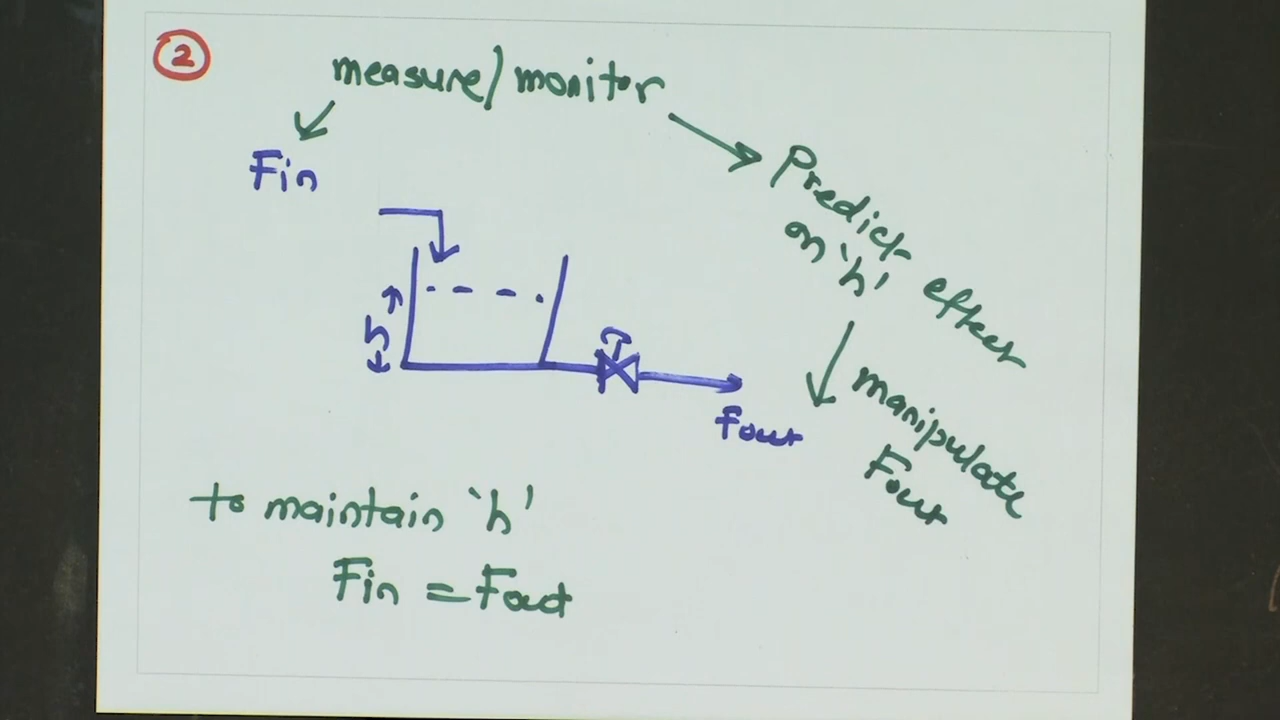 2
measure/monitor
Fin
Predict effect
on 'h'
h
manipulate
Fout
fout
to maintain 'h'
Fin = Fout